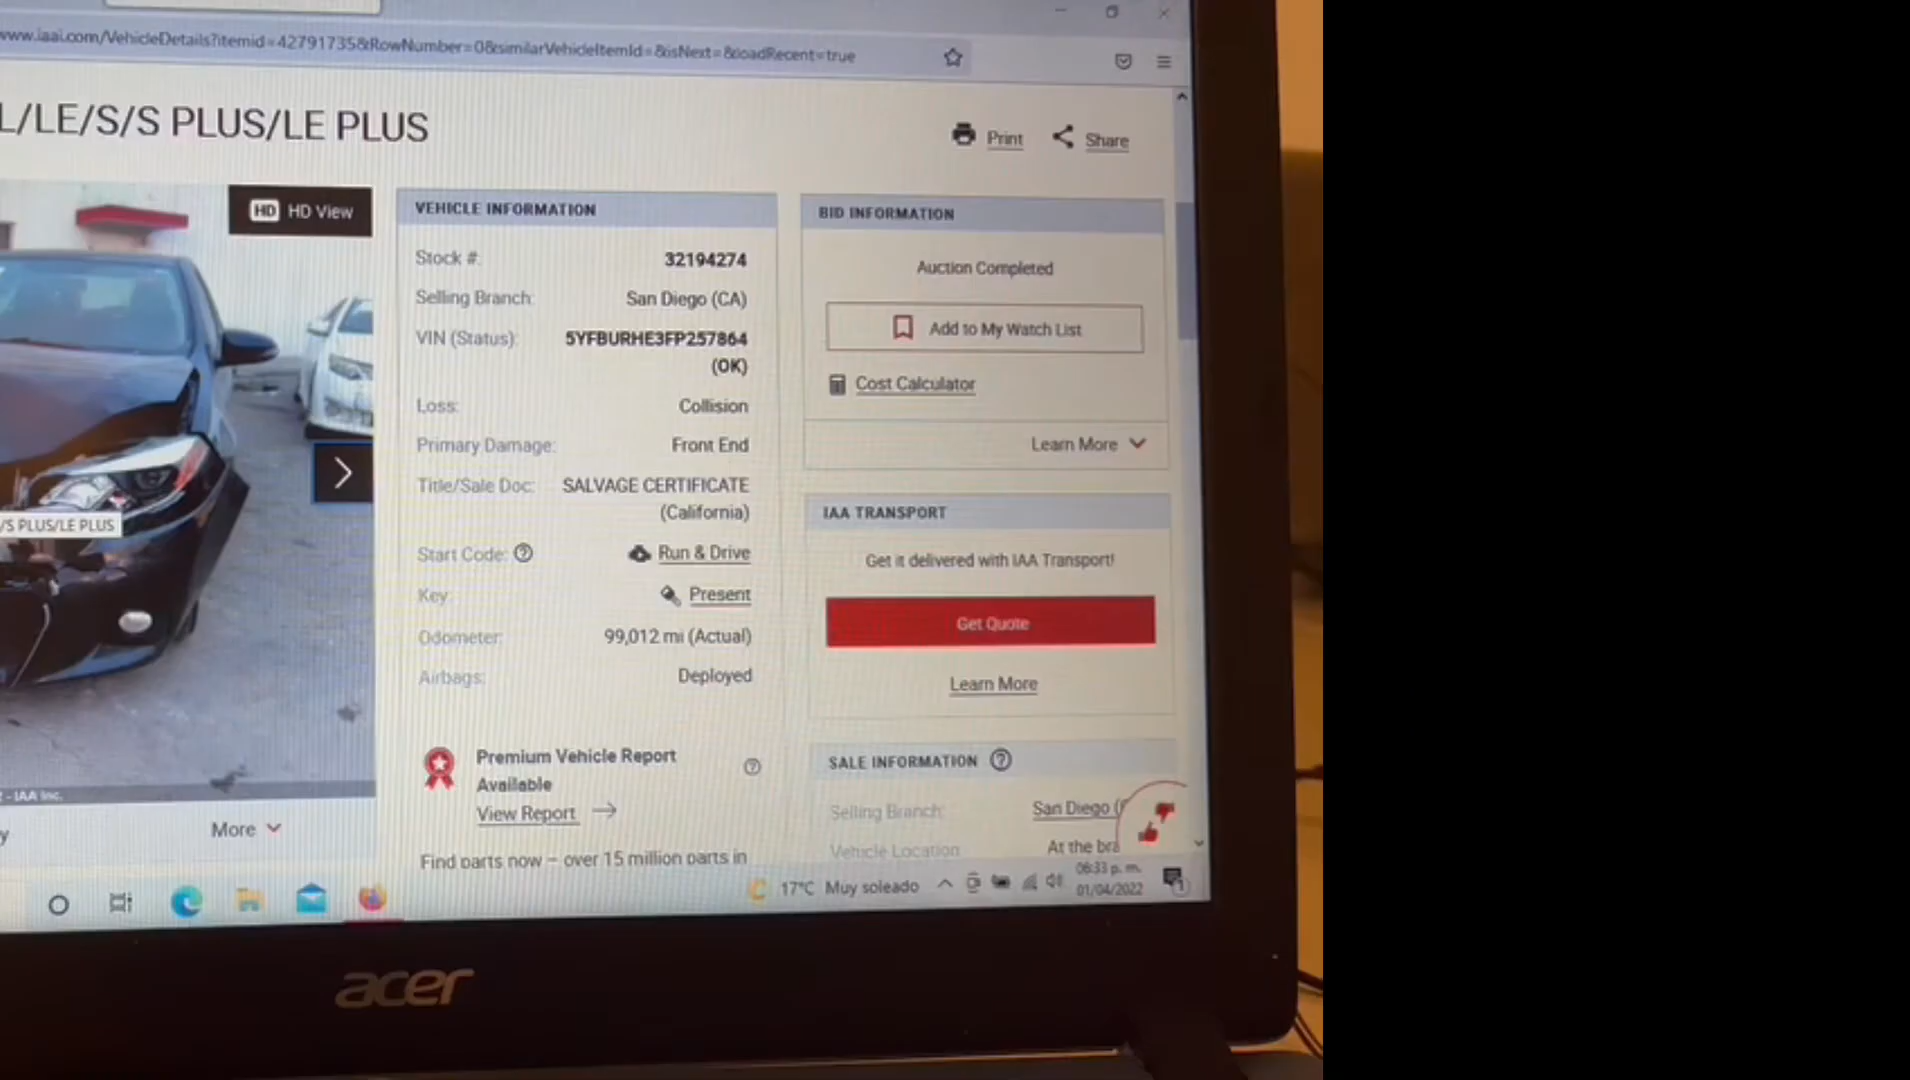 www.iaai.com/VehicleDetails?itemid=42791735&RowNumber=0&similarVehicleItemId=&isNext=&loadRecent=true
L/LE/S/S PLUS/LE PLUS
Print
Share
HD HD View
/S PLUS/LE PLUS
- IAA Inc.
More
VEHICLE INFORMATION
Stock #: 32194274
Selling Branch: San Diego (CA)
VIN (Status): 5YFBURHE3FP257864
(OK)
Loss: Collision
Primary Damage: Front End
Title/Sale Doc: SALVAGE CERTIFICATE
(California)
Start Code: Run & Drive
Key: Present
Odometer: 99,012 mi (Actual)
Airbags: Deployed
Premium Vehicle Report
Available
View Report
Find parts now – over 15 million parts in
BID INFORMATION
Auction Completed
Add to My Watch List
Cost Calculator
Learn More
IAA TRANSPORT
Get it delivered with IAA Transport!
Get Quote
Learn More
SALE INFORMATION
Selling Branch: San Diego (
Vehicle Location At the bra
17°C Muy soleado
06:33 p. m.
01/04/2022
1
acer